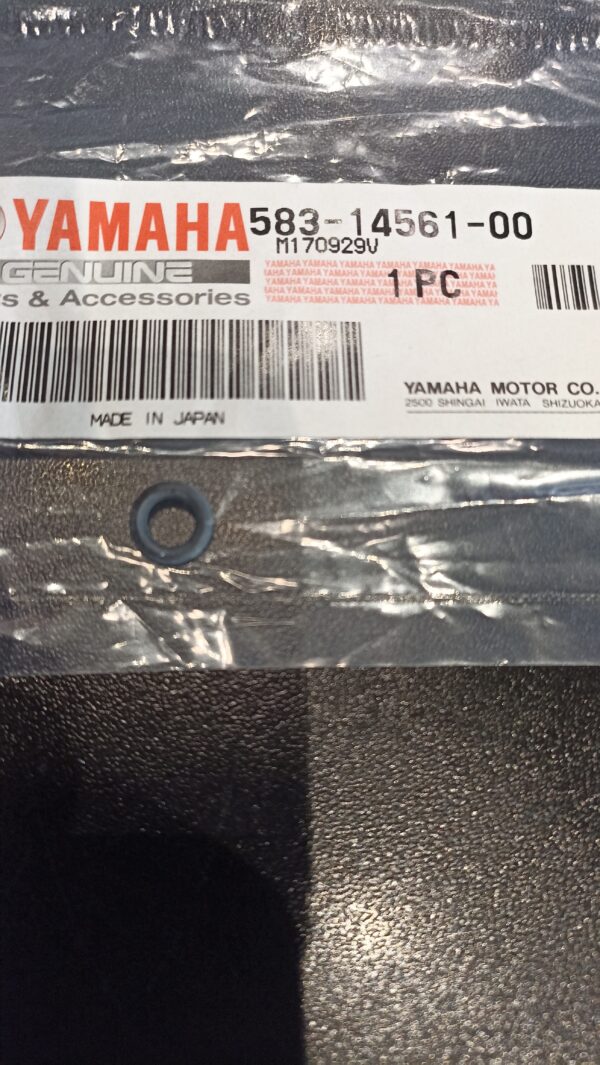 YAMAHA 583-14561-00
M170929V
GENUINE
& Accessories
1 PC
YAMAHA MOTOR CO.
2500 SHINGAI IWATA SHIZUOKA
MADE IN JAPAN